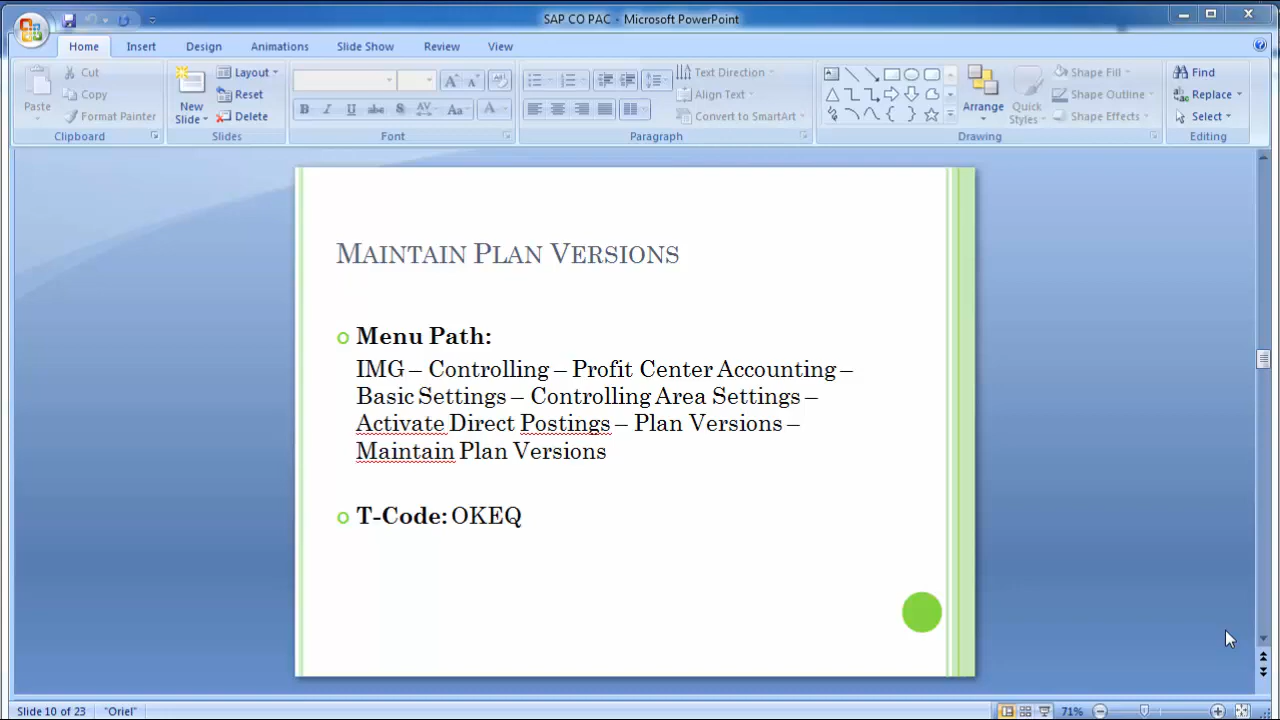 SAP CO PAC - Microsoft PowerPoint
Home Insert Design Animations Slide Show Review View
Paste Cut Copy Format Painter
Clipboard
New Slide Layout Reset Delete
Slides
B I U abc S AV Aa A
Font
Text Direction Align Text Convert to SmartArt
Paragraph
Arrange Quick Styles Shape Fill Shape Outline Shape Effects
Drawing
Find Replace Select
Editing
MAINTAIN PLAN VERSIONS
Menu Path:
IMG – Controlling – Profit Center Accounting –
Basic Settings – Controlling Area Settings –
Activate Direct Postings – Plan Versions –
Maintain Plan Versions
T-Code: OKEQ
Slide 10 of 23 "Oriel" 71%